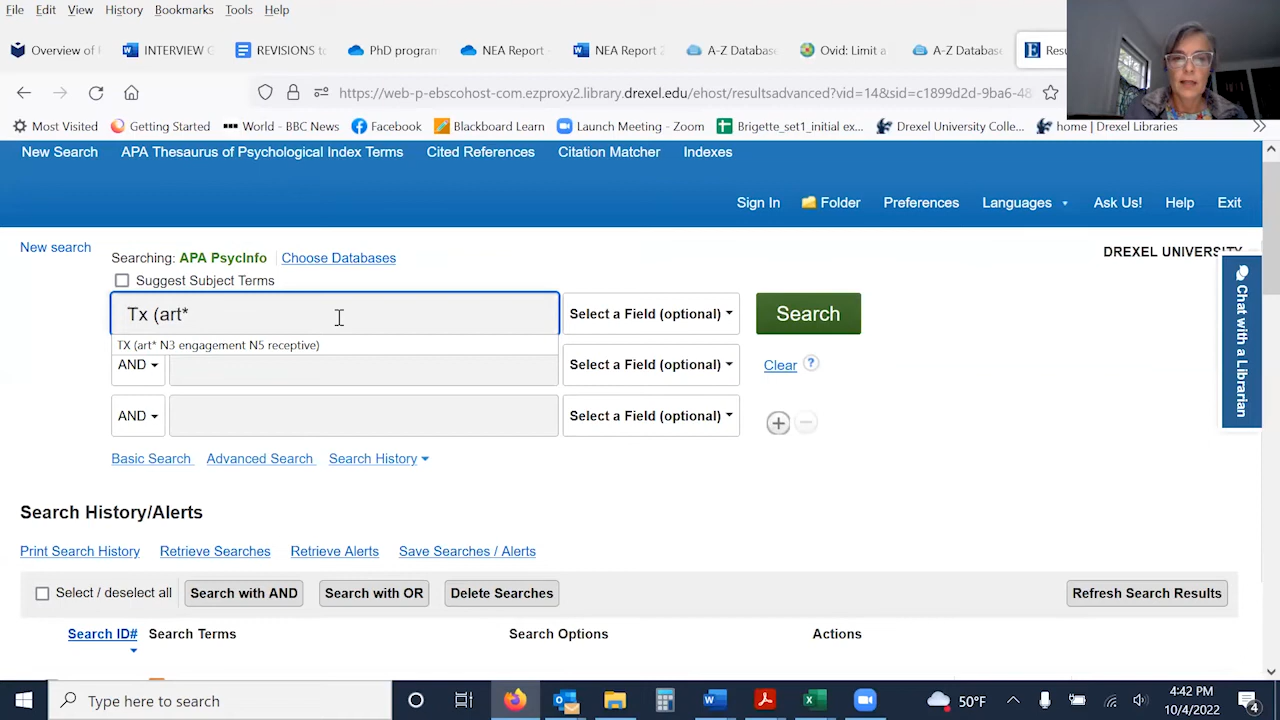 File Edit View History Bookmarks Tools Help
Overview of INTERVIEW REVISIONS to PhD program NEA Report NEA Report 2 A-Z Database Ovid: Limit a A-Z Database Resu
https://web-p-ebscohost-com.ezproxy2.library.drexel.edu/ehost/resultsadvanced?vid=14&sid=c1899d2d-9ba6-48
Most Visited Getting Started World - BBC News Facebook Blackboard Learn Launch Meeting - Zoom Brigette_set1_initial ex... Drexel University Colle... home | Drexel Libraries
New Search APA Thesaurus of Psychological Index Terms Cited References Citation Matcher Indexes
Sign In Folder Preferences Languages Ask Us! Help Exit
New search
Searching: APA PsycInfo Choose Databases
DREXEL UNIVERSITY
Suggest Subject Terms
Tx (art* Select a Field (optional) Search
TX (art* N3 engagement N5 receptive)
AND Select a Field (optional) Clear ?
AND Select a Field (optional)
Chat with a Librarian
Basic Search Advanced Search Search History
Search History/Alerts
Print Search History Retrieve Searches Retrieve Alerts Save Searches / Alerts
Select / deselect all Search with AND Search with OR Delete Searches Refresh Search Results
Search ID# Search Terms Search Options Actions
Type here to search
50°F
4:42 PM
10/4/2022
4